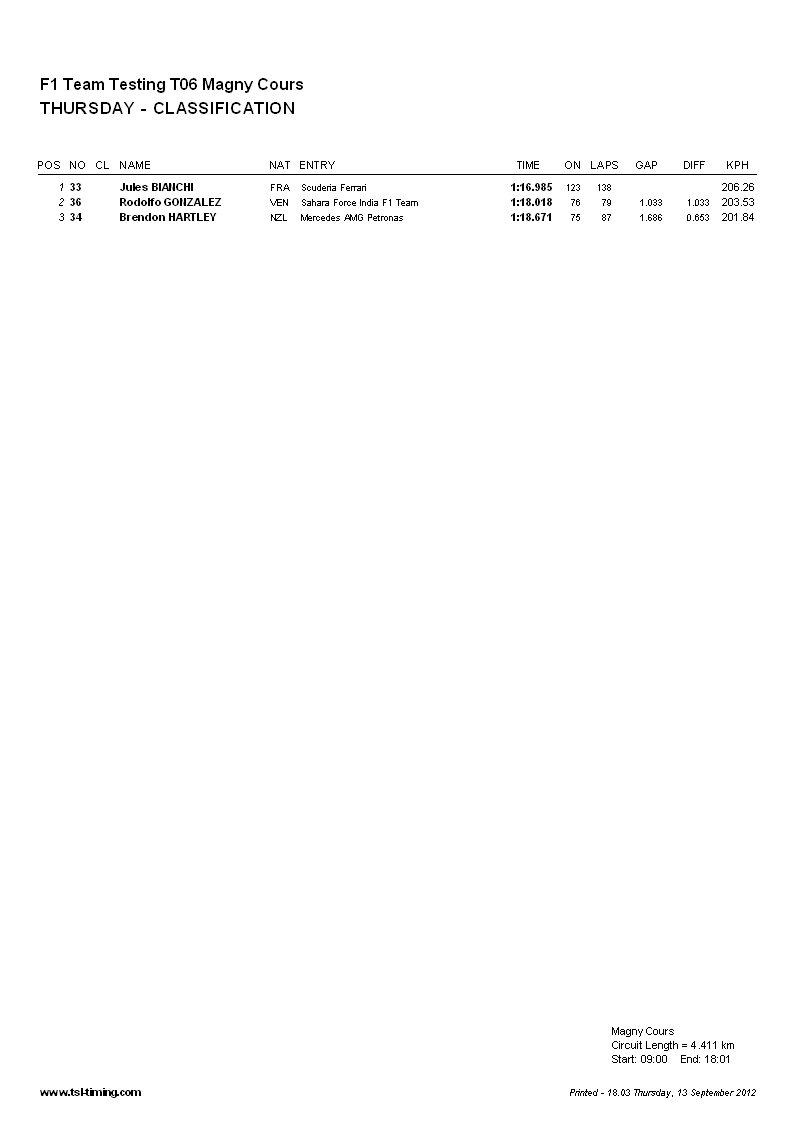 F1 Team Testing T06 Magny Cours
THURSDAY - CLASSIFICATION
POS NO CL NAME NAT ENTRY TIME ON LAPS GAP DIFF KPH
1 33 Jules BIANCHI FRA Scuderia Ferrari 1:16.985 123 138 206.26
2 36 Rodolfo GONZALEZ VEN Sahara Force India F1 Team 1:18.018 76 79 1.033 1.033 203.53
3 34 Brendon HARTLEY NZL Mercedes AMG Petronas 1:18.671 75 87 1.686 0.653 201.84
Magny Cours
Circuit Length = 4.411 km
Start: 09:00 End: 18:01
www.tsl-timing.com Printed - 18.03 Thursday, 13 September 2012